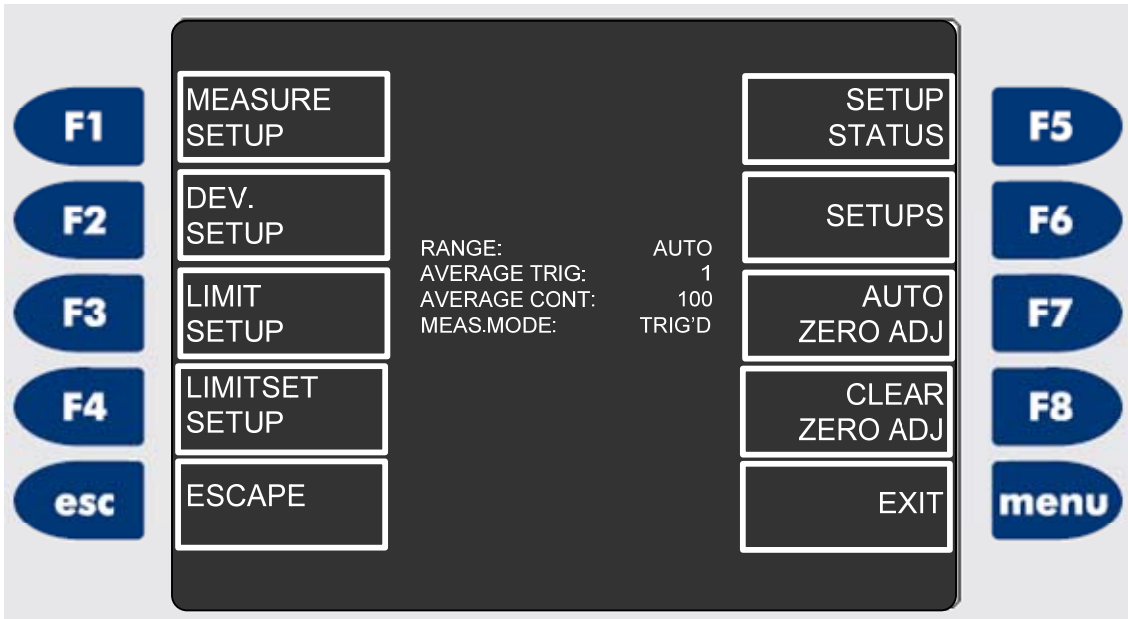 F1
MEASURE
SETUP
F2
DEV.
SETUP
F3
LIMIT
SETUP
F4
LIMITSET
SETUP
esc
ESCAPE
RANGE: AUTO
AVERAGE TRIG: 1
AVERAGE CONT: 100
MEAS.MODE: TRIG'D
SETUP
STATUS
F5
SETUPS
F6
AUTO
ZERO ADJ
F7
CLEAR
ZERO ADJ
F8
EXIT
menu